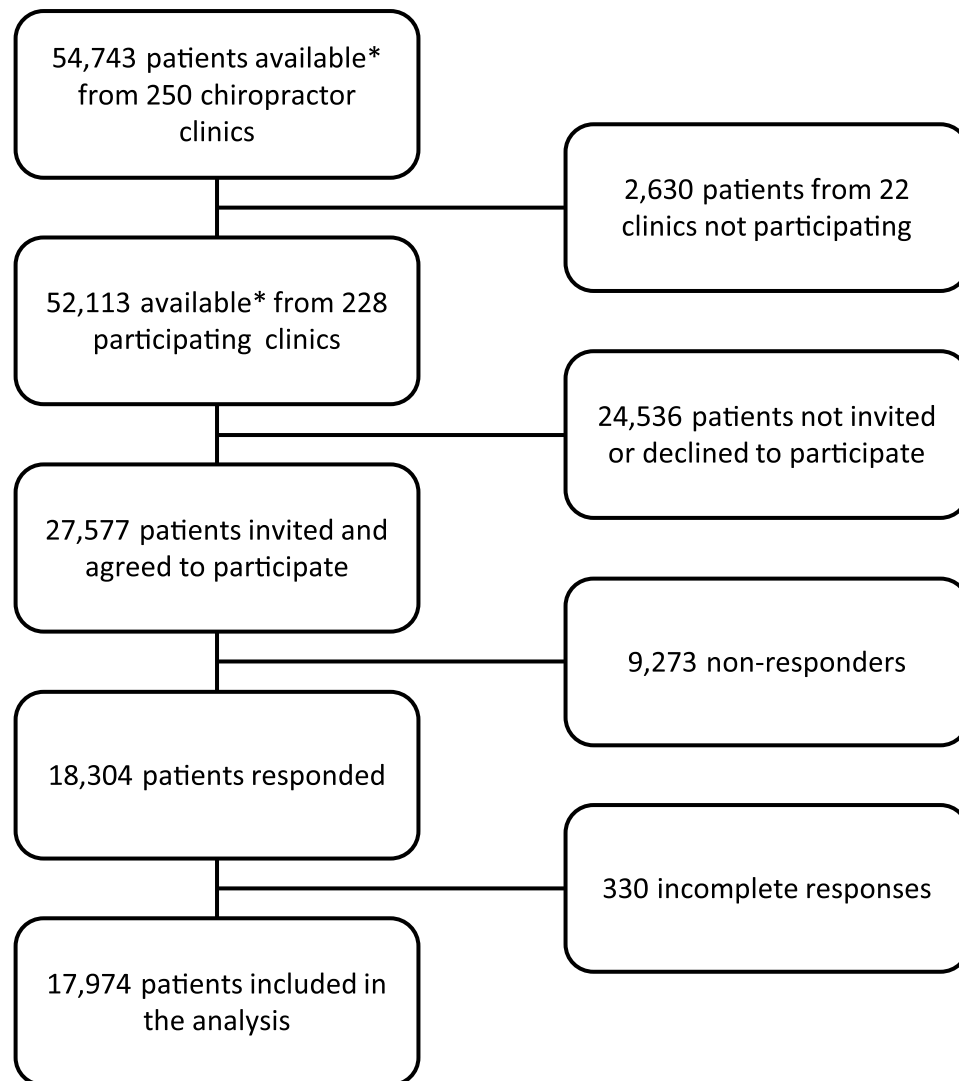 54,743 patients available*
from 250 chiropractor
clinics
2,630 patients from 22
clinics not participating
52,113 available* from 228
participating clinics
24,536 patients not invited
or declined to participate
27,577 patients invited and
agreed to participate
9,273 non-responders
18,304 patients responded
330 incomplete responses
17,974 patients included in
the analysis